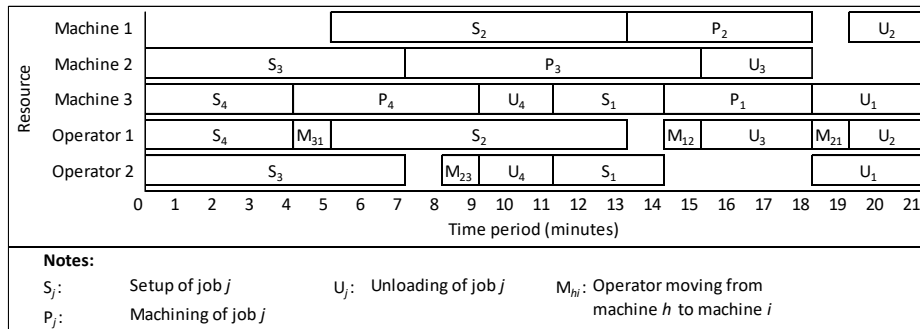 Machine 1 S2 P2 U2
Machine 2 S3 P3 U3
Machine 3 S4 P4 U4 S1 P1 U1
Operator 1 S4 M31 S2 M12 U3 M21 U2
Operator 2 S3 M23 U4 S1 U1
Resource
0 1 2 3 4 5 6 7 8 9 10 11 12 13 14 15 16 17 18 19 20 21
Time period (minutes)
Notes:
Sj: Setup of job j Uj: Unloading of job j Mhi: Operator moving from
machine h to machine i
Pj: Machining of job j